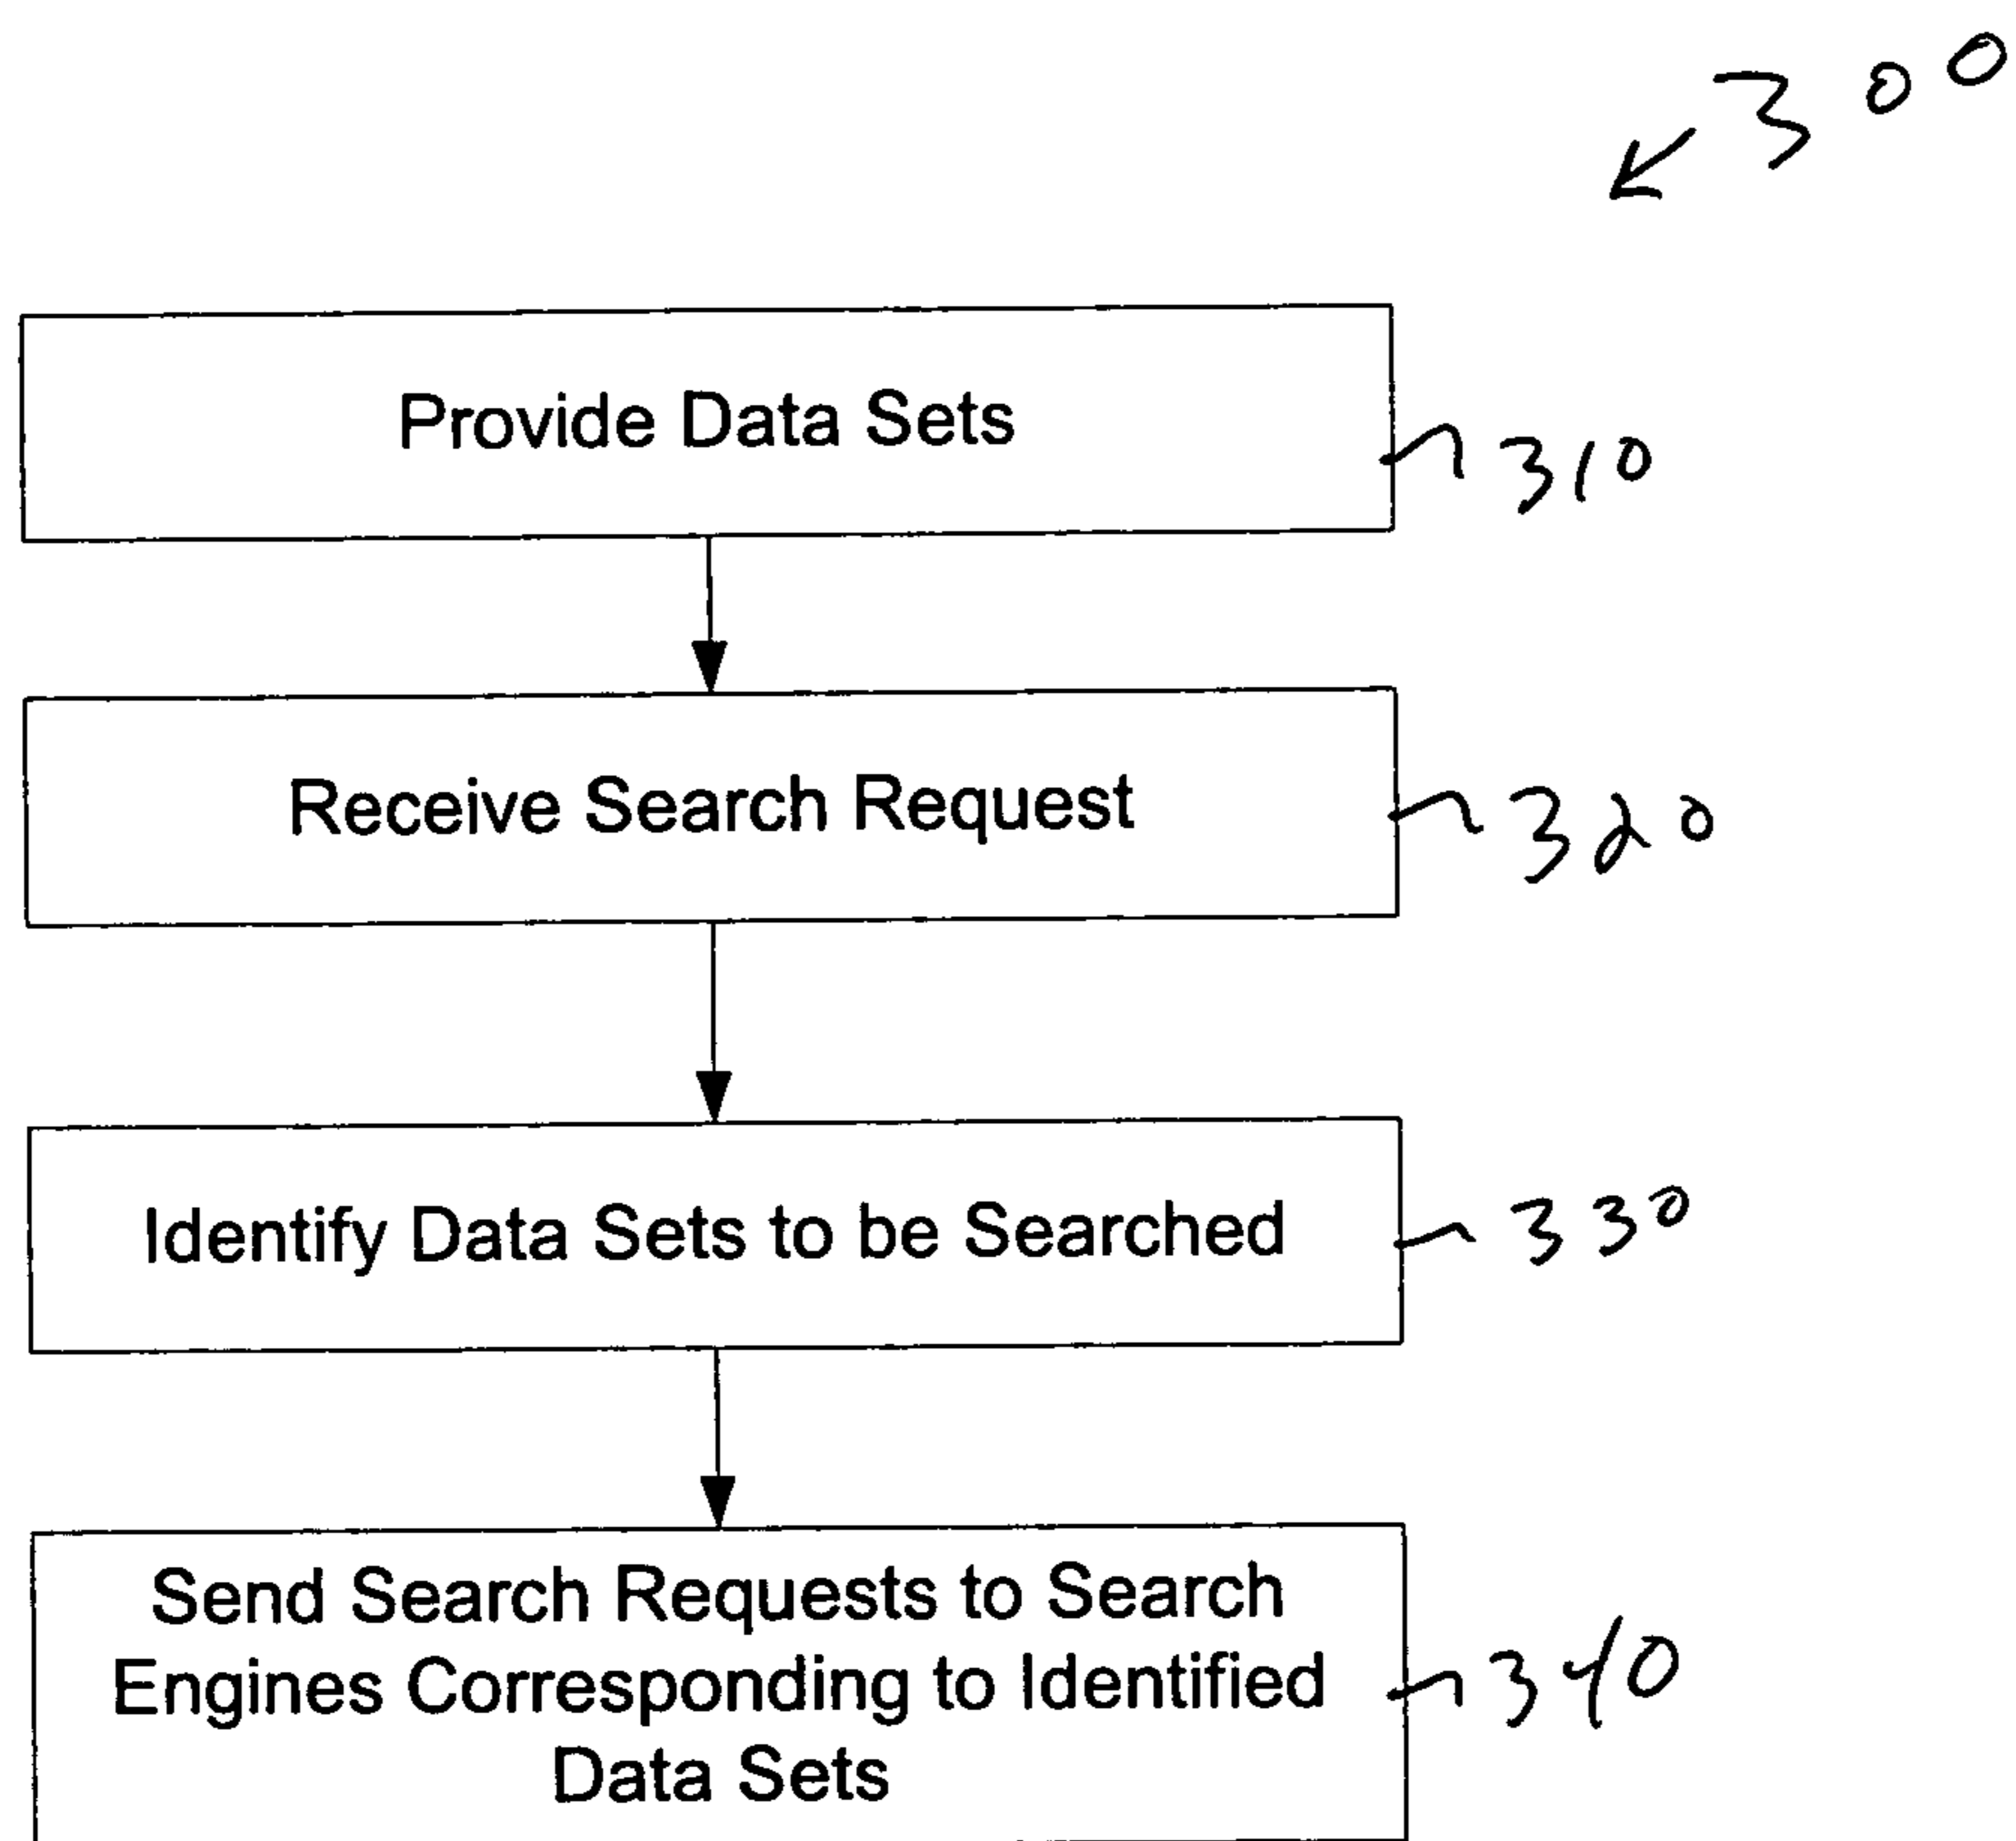 300
Provide Data Sets
310
Receive Search Request
320
Identify Data Sets to be Searched
330
Send Search Requests to Search
Engines Corresponding to Identified
Data Sets
340